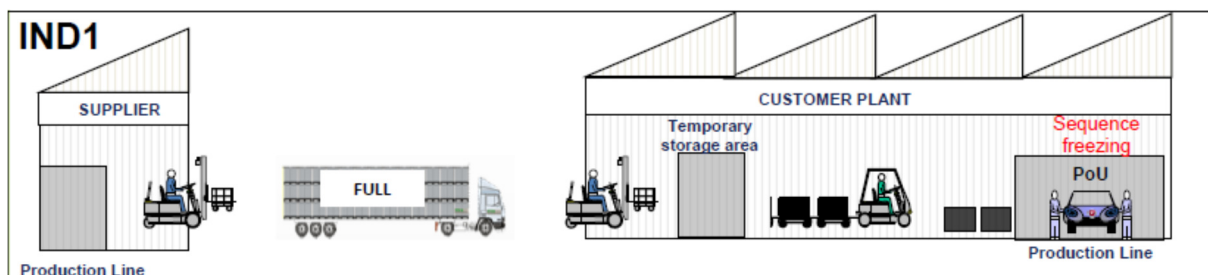 IND1
SUPPLIER
CUSTOMER PLANT
Temporary
storage area
Sequence
freezing
FULL
PoU
Production Line
Production Line